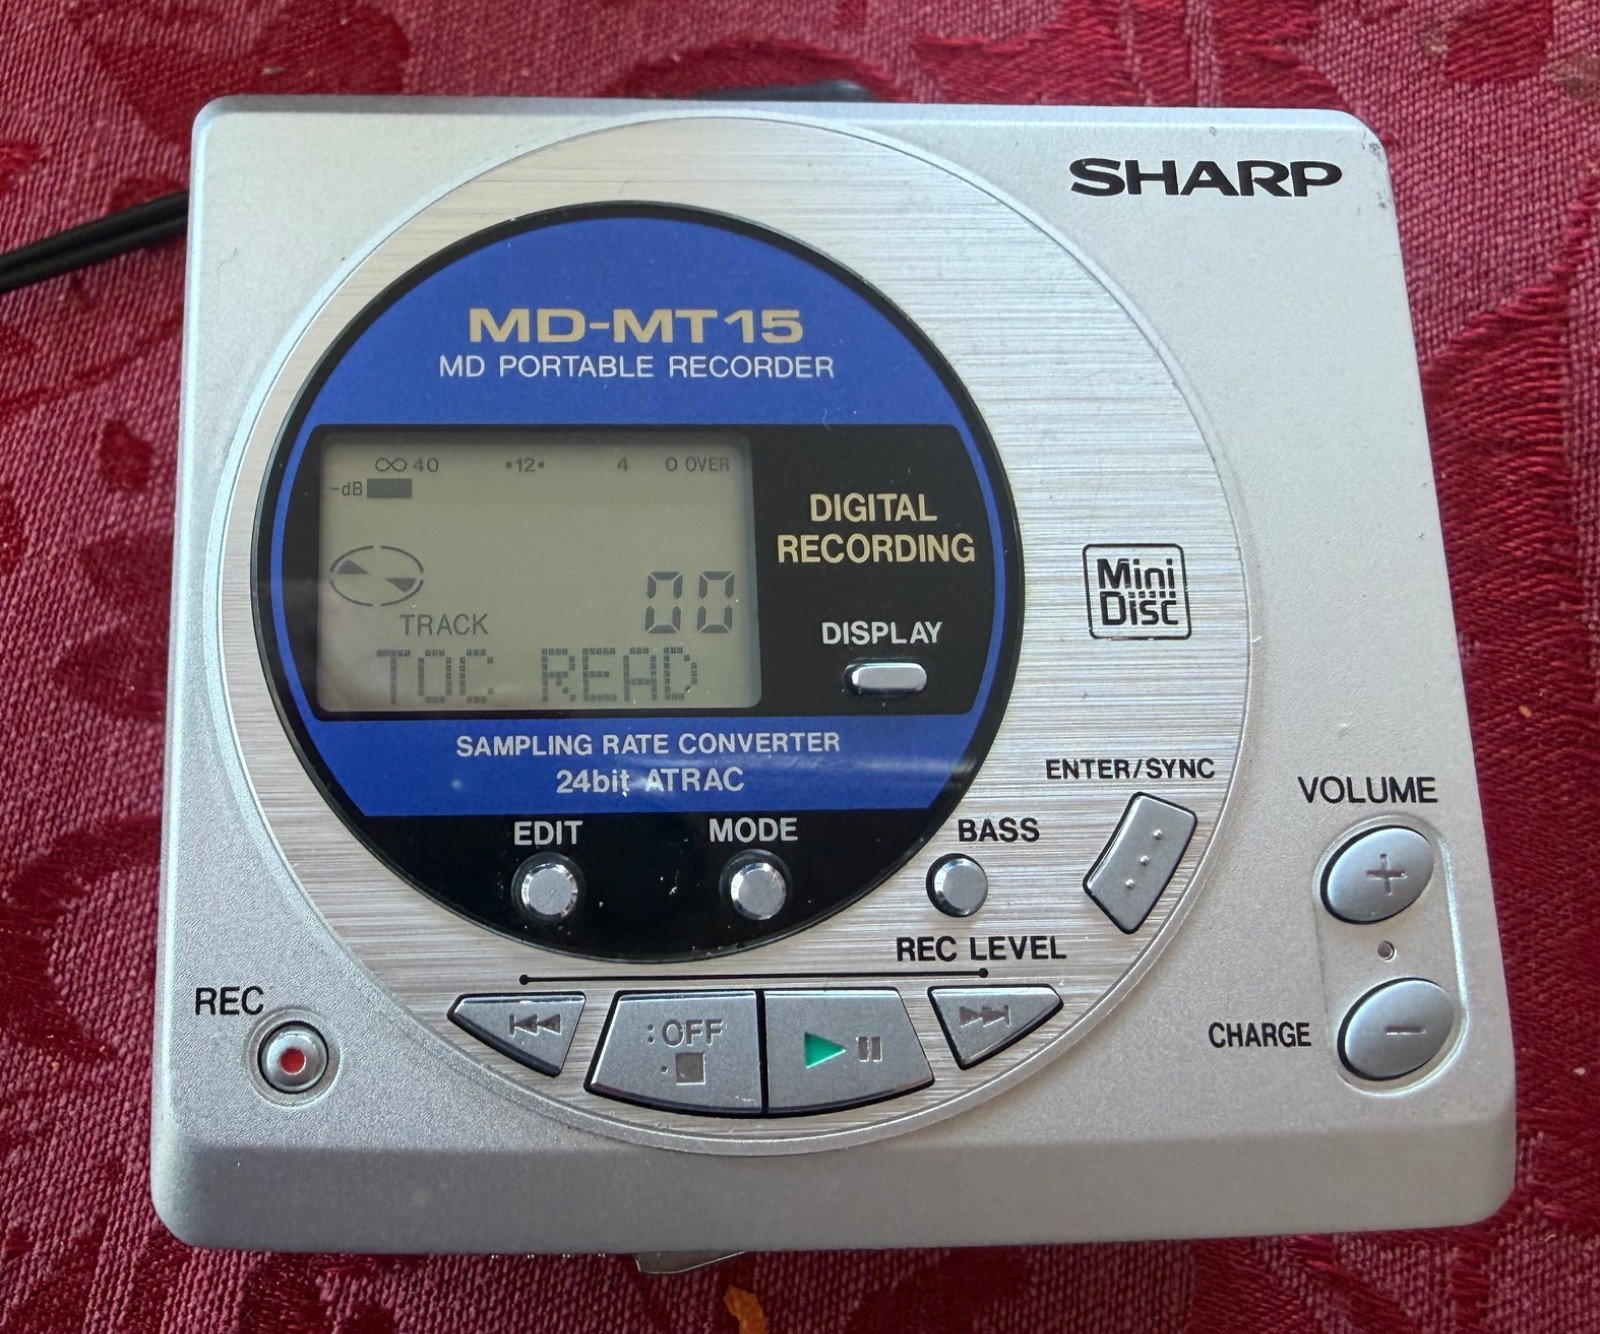 SHARP
MD-MT15
MD PORTABLE RECORDER
∞ 40 •12• 4 0 OVER
-dB
DIGITAL
RECORDING
00
TRACK
TOC READ
DISPLAY
Mini
Disc
SAMPLING RATE CONVERTER
24bit ATRAC
ENTER/SYNC
VOLUME
EDIT
MODE
BASS
+
REC LEVEL
REC
:OFF
CHARGE
−